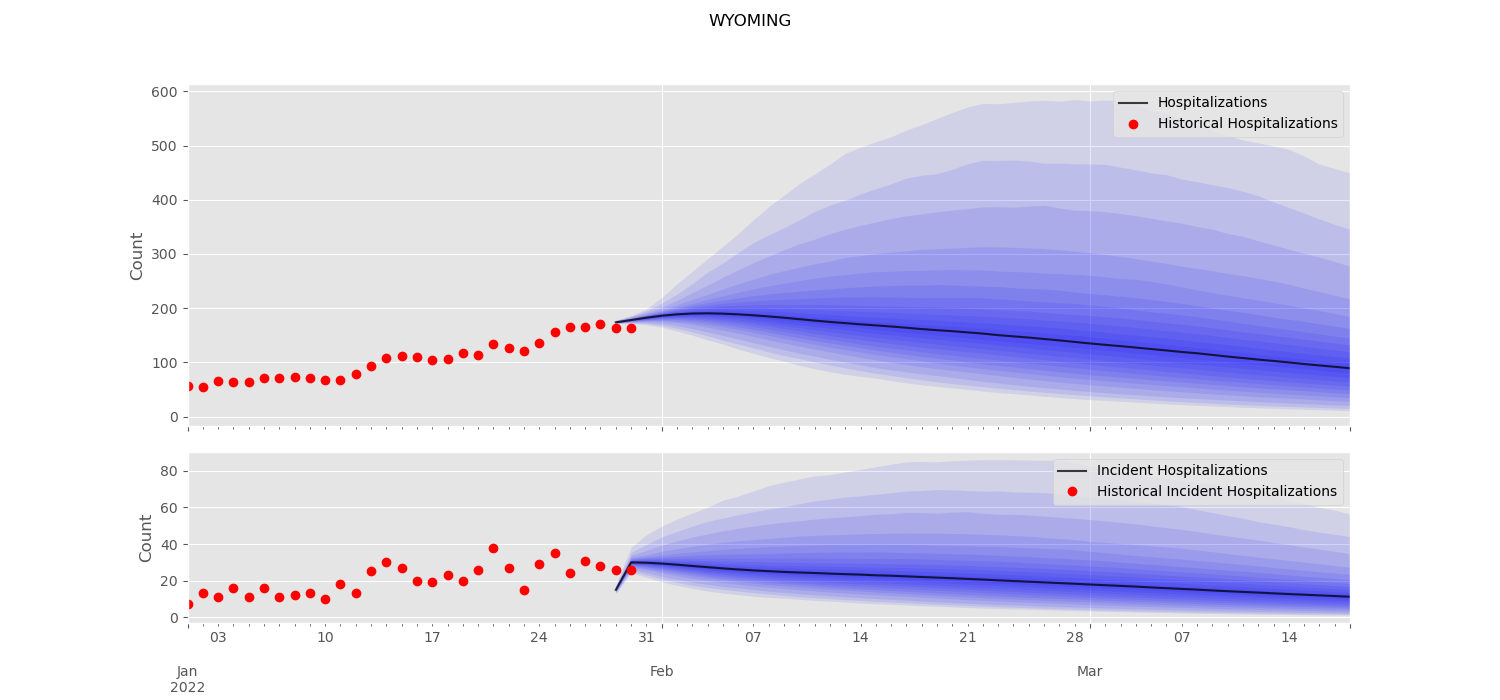 WYOMING
600
500
400
300
200
100
0
Count
Hospitalizations
Historical Hospitalizations
80
60
40
20
0
Count
Incident Hospitalizations
Historical Incident Hospitalizations
03 10 17 24 31 07 14 21 28 07 14
Jan Feb Mar
2022